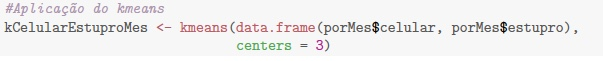 #Aplicação do kmeans
kCelularEstuproMes <- kmeans(data.frame(porMes$celular, porMes$estupro),
centers = 3)